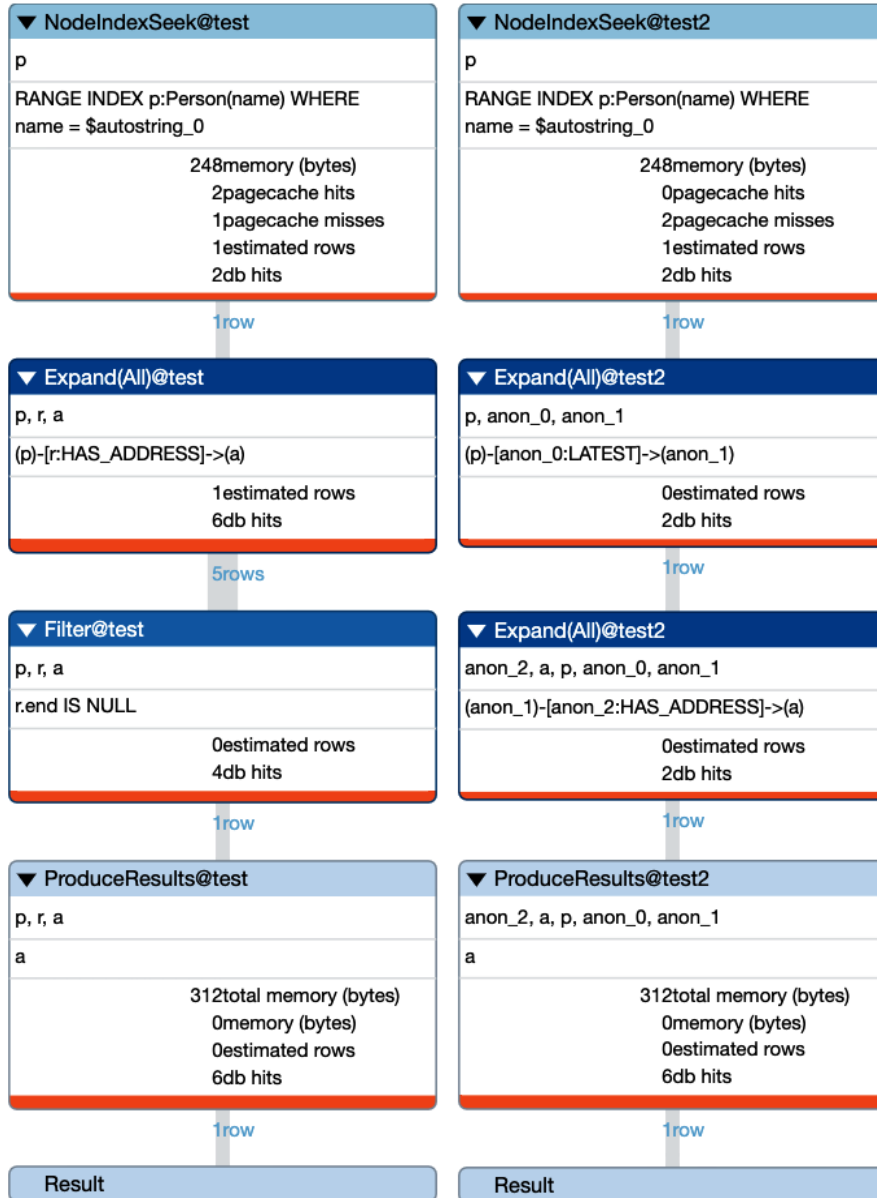 NodeIndexSeek@test
p
RANGE INDEX p:Person(name) WHERE
name = $autostring_0
248memory (bytes)
2pagecache hits
1pagecache misses
1estimated rows
2db hits
1row
Expand(All)@test
p, r, a
(p)-[r:HAS_ADDRESS]->(a)
1estimated rows
6db hits
5rows
Filter@test
p, r, a
r.end IS NULL
0estimated rows
4db hits
1row
ProduceResults@test
p, r, a
a
312total memory (bytes)
0memory (bytes)
0estimated rows
6db hits
1row
Result
NodeIndexSeek@test2
p
RANGE INDEX p:Person(name) WHERE
name = $autostring_0
248memory (bytes)
0pagecache hits
2pagecache misses
1estimated rows
2db hits
1row
Expand(All)@test2
p, anon_0, anon_1
(p)-[anon_0:LATEST]->(anon_1)
0estimated rows
2db hits
1row
Expand(All)@test2
anon_2, a, p, anon_0, anon_1
(anon_1)-[anon_2:HAS_ADDRESS]->(a)
0estimated rows
2db hits
1row
ProduceResults@test2
anon_2, a, p, anon_0, anon_1
a
312total memory (bytes)
0memory (bytes)
0estimated rows
6db hits
1row
Result